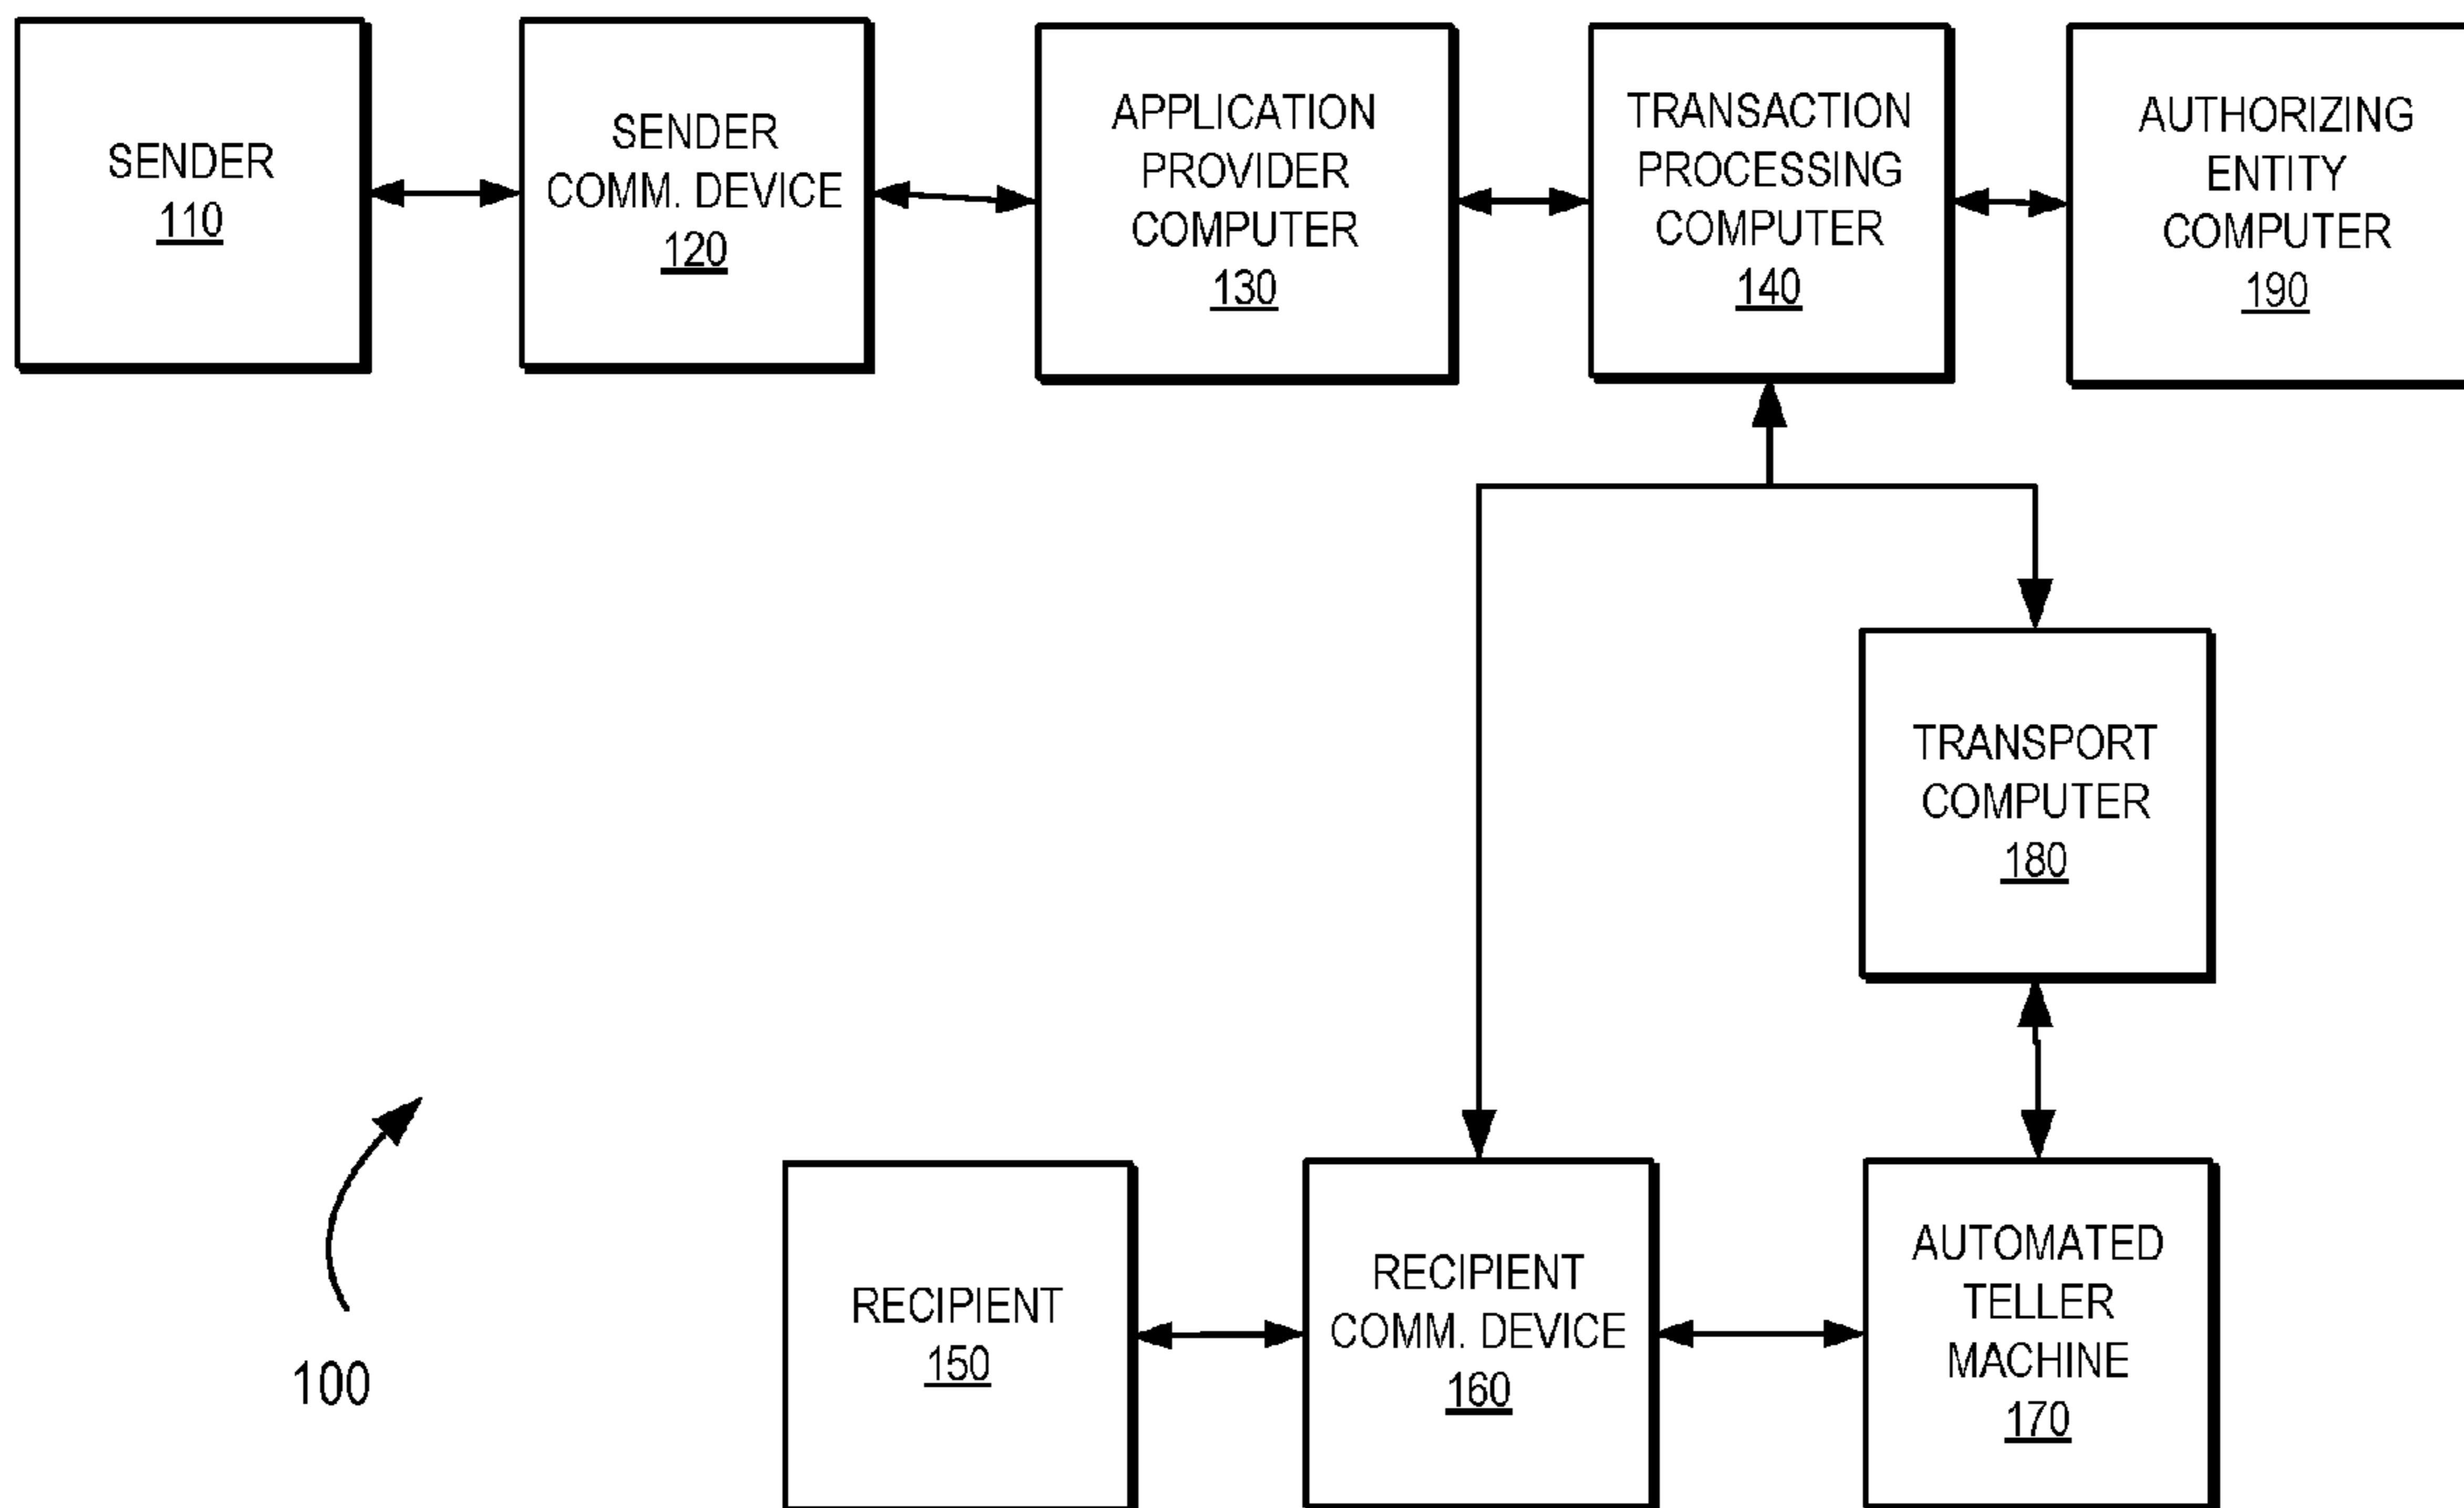 SENDER
110
SENDER
COMM. DEVICE
120
APPLICATION
PROVIDER
COMPUTER
130
TRANSACTION
PROCESSING
COMPUTER
140
AUTHORIZING
ENTITY
COMPUTER
190
TRANSPORT
COMPUTER
180
100
RECIPIENT
150
RECIPIENT
COMM. DEVICE
160
AUTOMATED
TELLER
MACHINE
170